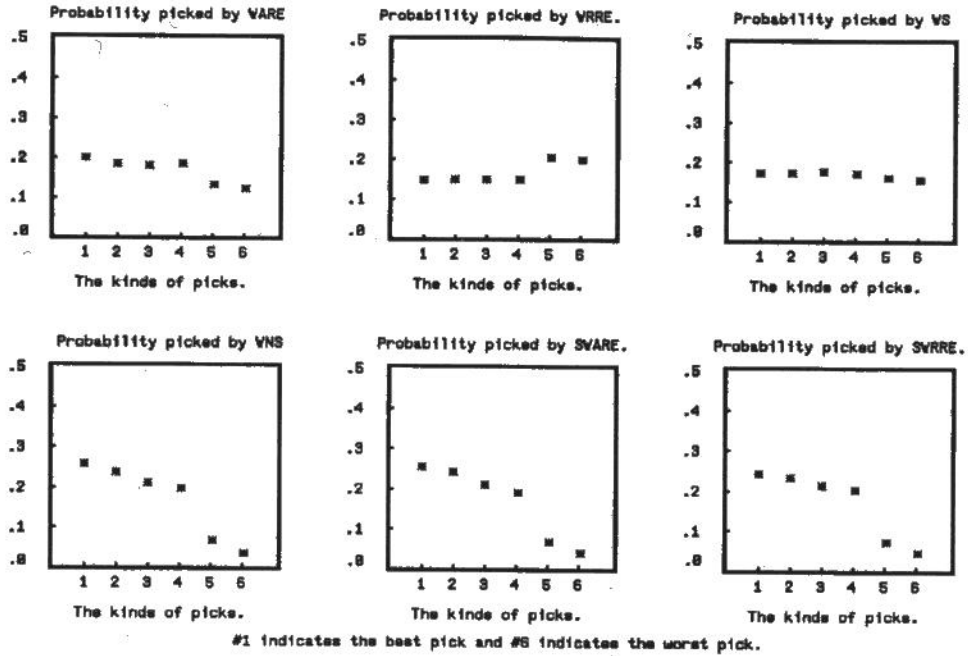 Probability picked by WARE
.5
.4
.3
.2
.1
.0
1 2 3 4 5 6
The kinds of picks.
Probability picked by WRRE.
.5
.4
.3
.2
.1
.0
1 2 3 4 5 6
The kinds of picks.
Probability picked by WS
.5
.4
.3
.2
.1
.0
1 2 3 4 5 6
The kinds of picks.
Probability picked by WNS
.5
.4
.3
.2
.1
.0
1 2 3 4 5 6
The kinds of picks.
Probability picked by SWARE.
.5
.4
.3
.2
.1
.0
1 2 3 4 5 6
The kinds of picks.
Probability picked by SWRRE.
.5
.4
.3
.2
.1
.0
1 2 3 4 5 6
The kinds of picks.
#1 indicates the best pick and #6 indicates the worst pick.